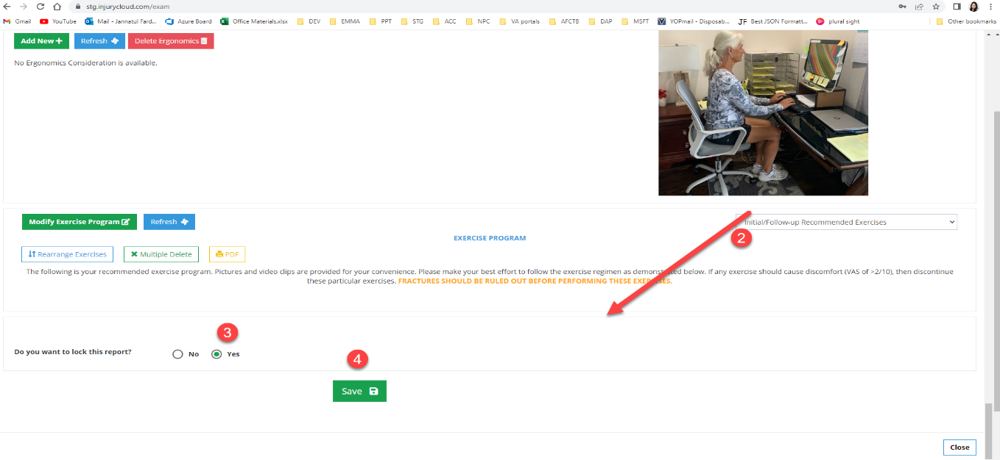 stg.injurycloud.com/exam
Gmail YouTube Mail - Jannatul Fard... Azure Board Office Materials.xlsx DEV EMMA PPT STG ACC NPC VA portals AFCTB DAP MSFT YOPmail - Disposab... JF Best JSON Formatt... plural sight Other bookmarks
Add New + Refresh Delete Ergonomics
No Ergonomics Consideration is available.
Modify Exercise Program Refresh Initial/Follow-up Recommended Exercises
2
EXERCISE PROGRAM
Rearrange Exercises Multiple Delete PDF
The following is your recommended exercise program. Pictures and video clips are provided for your convenience. Please make your best effort to follow the exercise regimen as demonstrated below. If any exercise should cause discomfort (VAS of >2/10), then discontinue
these particular exercises. FRACTURES SHOULD BE RULED OUT BEFORE PERFORMING THESE EXERCISES.
3
Do you want to lock this report? No Yes
4
Save
Close